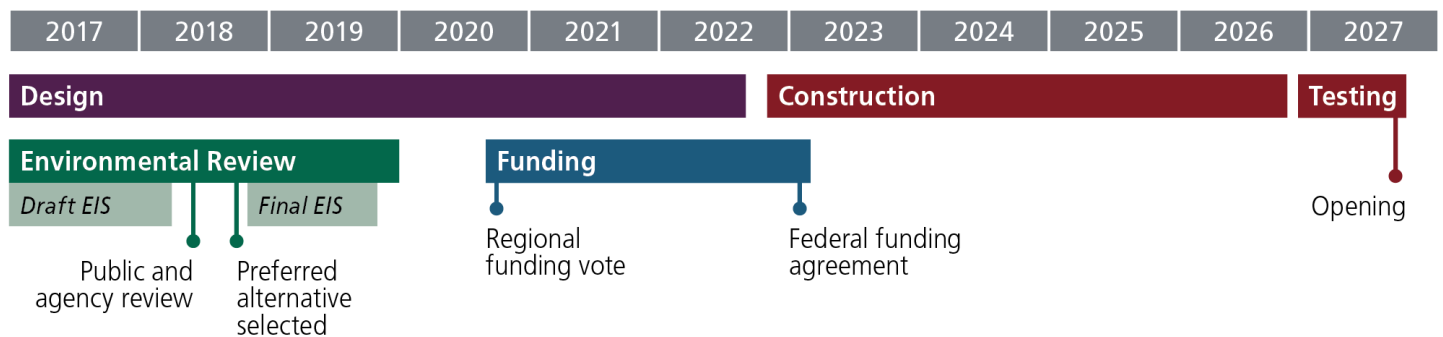 2017 2018 2019 2020 2021 2022 2023 2024 2025 2026 2027
Design Construction Testing
Environmental Review Funding
Draft EIS Final EIS
Opening
Regional
funding vote
Federal funding
agreement
Public and
agency review
Preferred
alternative
selected